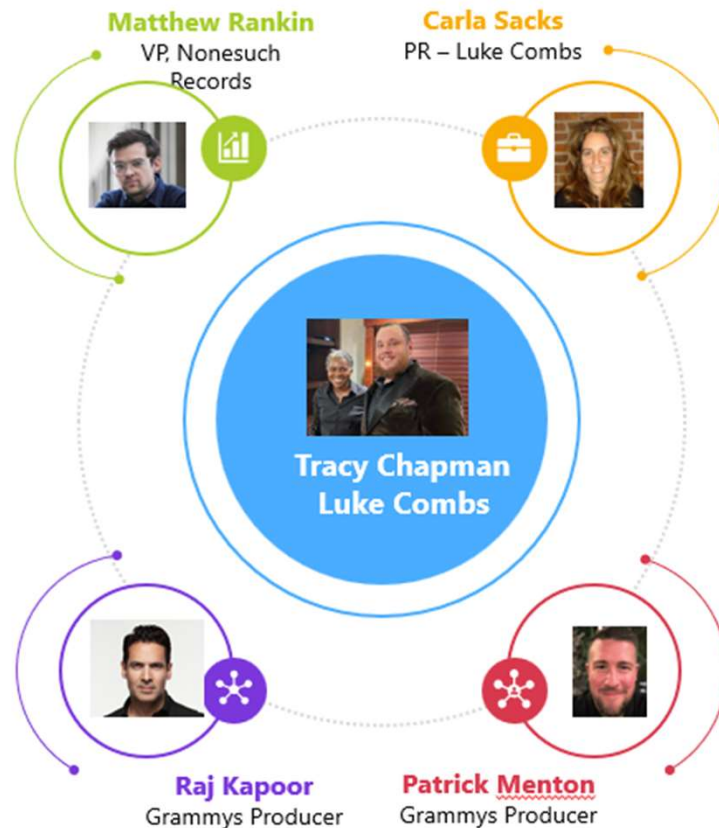 Matthew Rankin
VP, Nonesuch
Records
Carla Sacks
PR – Luke Combs
Tracy Chapman
Luke Combs
Raj Kapoor
Grammys Producer
Patrick Menton
Grammys Producer